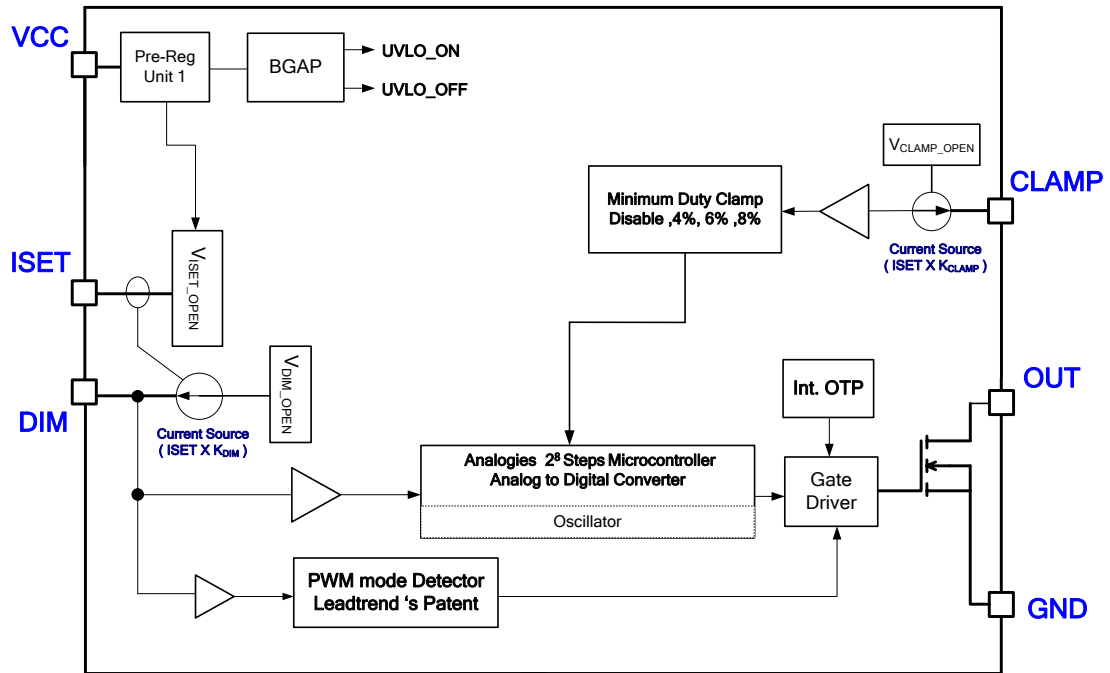 VCC
Pre-Reg
Unit 1
BGAP
UVLO_ON
UVLO_OFF
VCLAMP_OPEN
CLAMP
Minimum Duty Clamp
Disable ,4%, 6% ,8%
Current Source
( ISET X KCLAMP )
ISET
VISET_OPEN
VDIM_OPEN
DIM
Current Source
( ISET X KDIM )
Int. OTP
OUT
Analogies 2⁸ Steps Microcontroller
Analog to Digital Converter
Oscillator
Gate
Driver
PWM mode Detector
Leadtrend ‘s Patent
GND